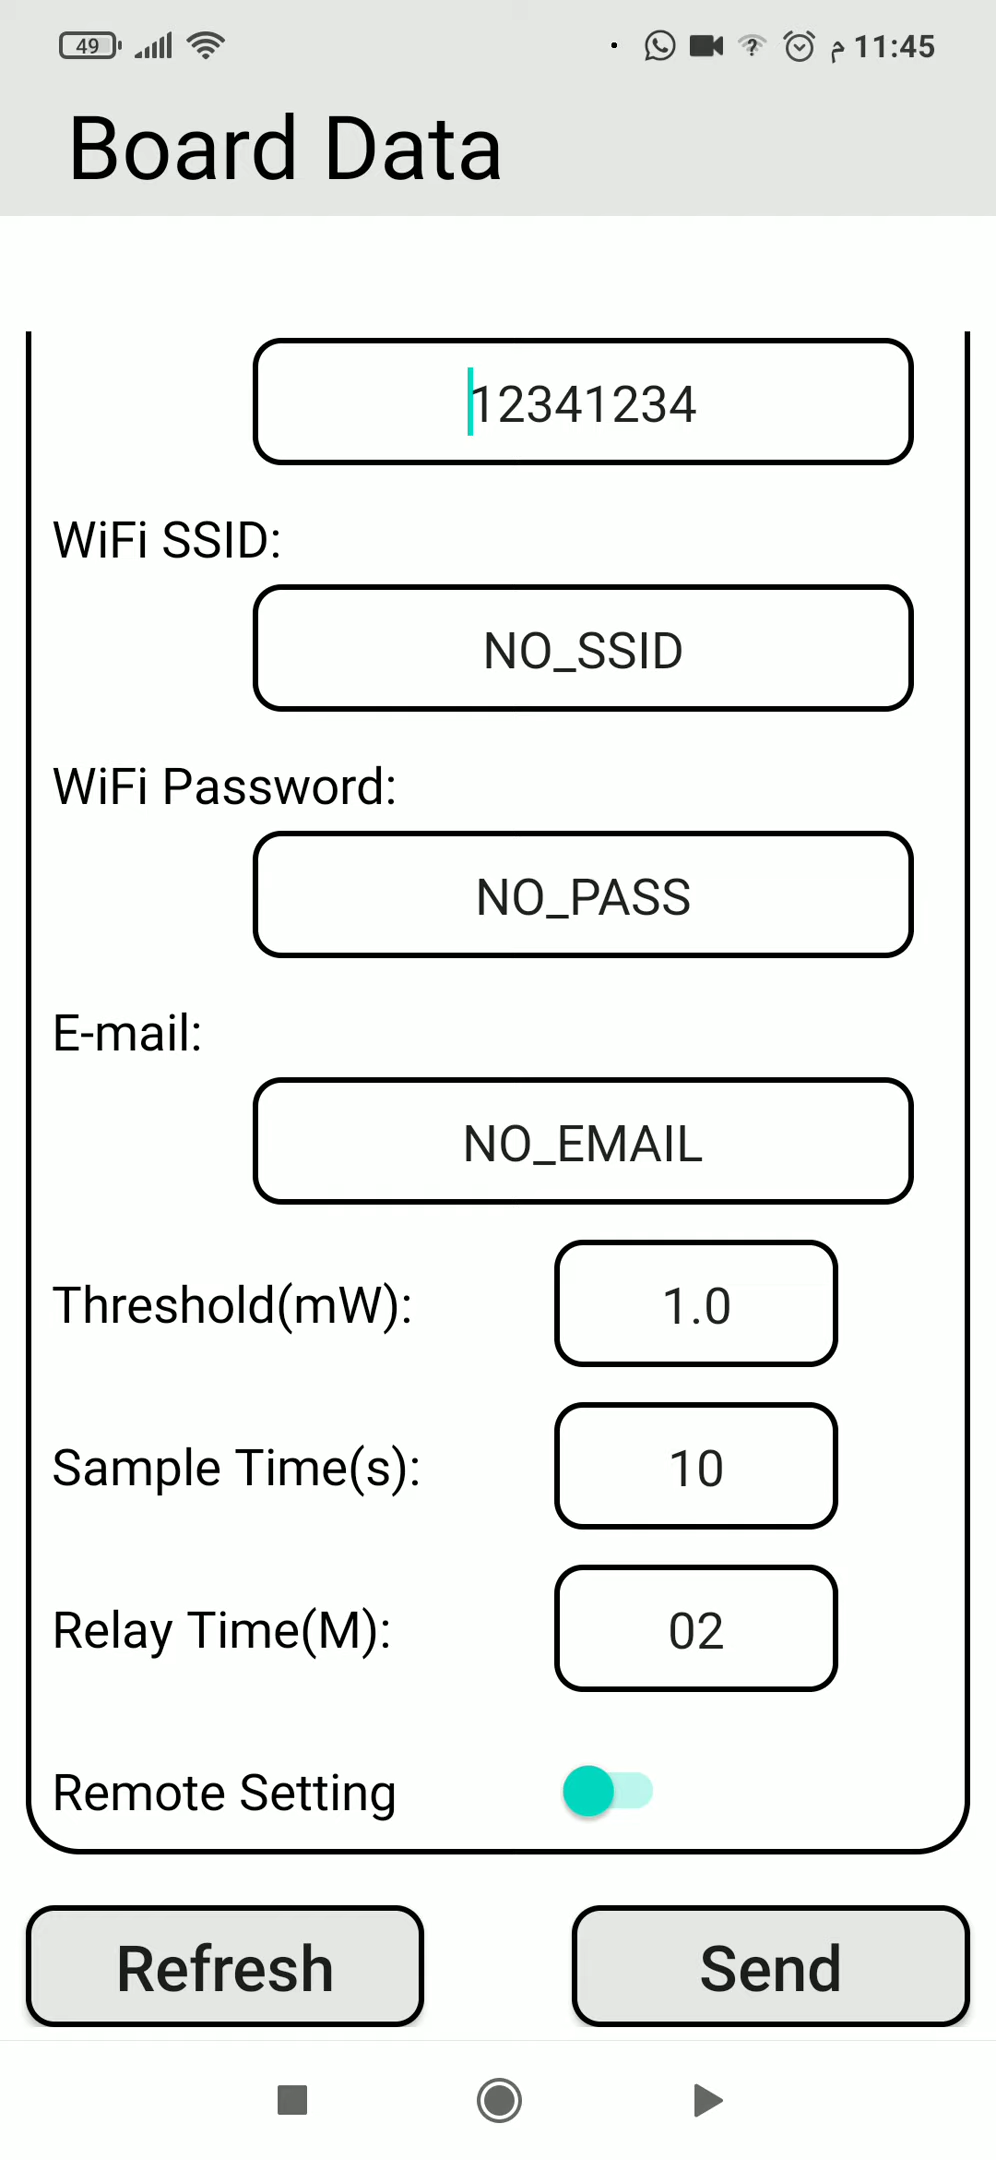 49 ? م 11:45
Board Data
12341234
WiFi SSID:
NO_SSID
WiFi Password:
NO_PASS
E-mail:
NO_EMAIL
Threshold(mW): 1.0
Sample Time(s): 10
Relay Time(M): 02
Remote Setting
Refresh Send